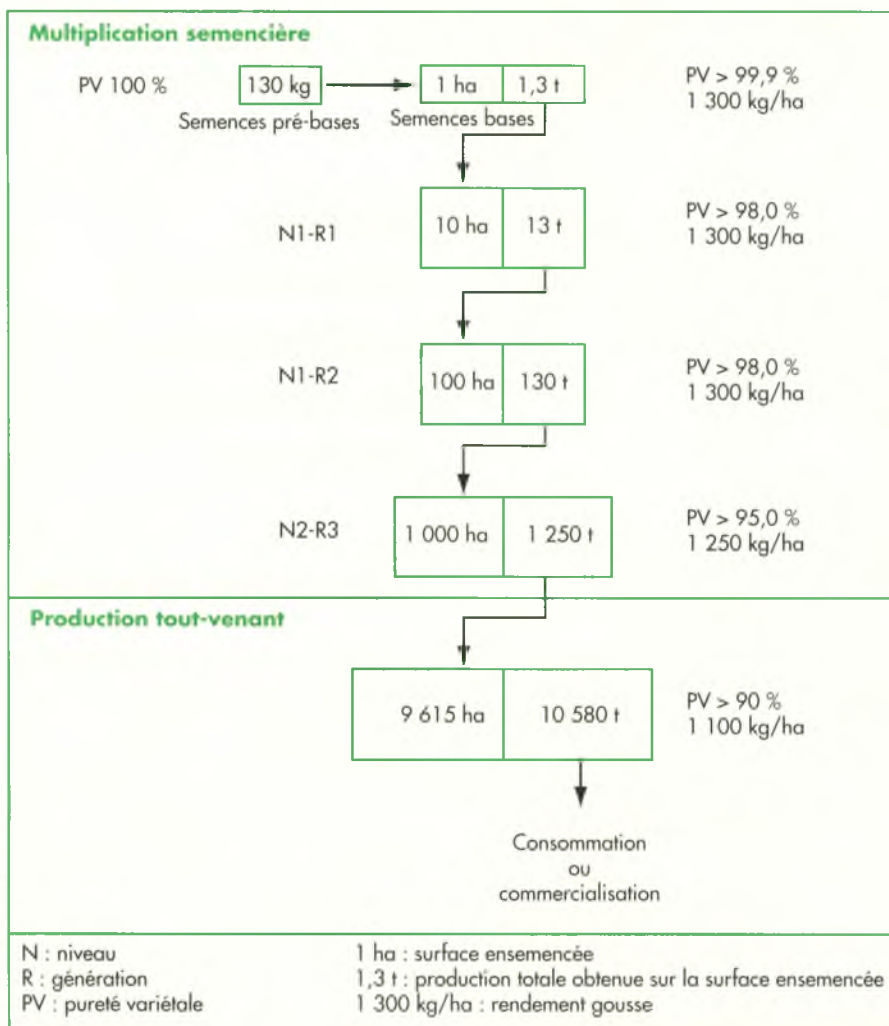 Multiplication semencière
PV 100 %
130 kg
1 ha
1,3 t
PV > 99,9 %
1 300 kg/ha
Semences pré-bases
Semences bases
N1-R1
10 ha
13 t
PV > 98,0 %
1 300 kg/ha
N1-R2
100 ha
130 t
PV > 98,0 %
1 300 kg/ha
N2-R3
1 000 ha
1 250 t
PV > 95,0 %
1 250 kg/ha
Production tout-venant
9 615 ha
10 580 t
PV > 90 %
1 100 kg/ha
Consommation
ou
commercialisation
N : niveau
R : génération
PV : pureté variétale
1 ha : surface ensemencée
1,3 t : production totale obtenue sur la surface ensemencée
1 300 kg/ha : rendement gousse